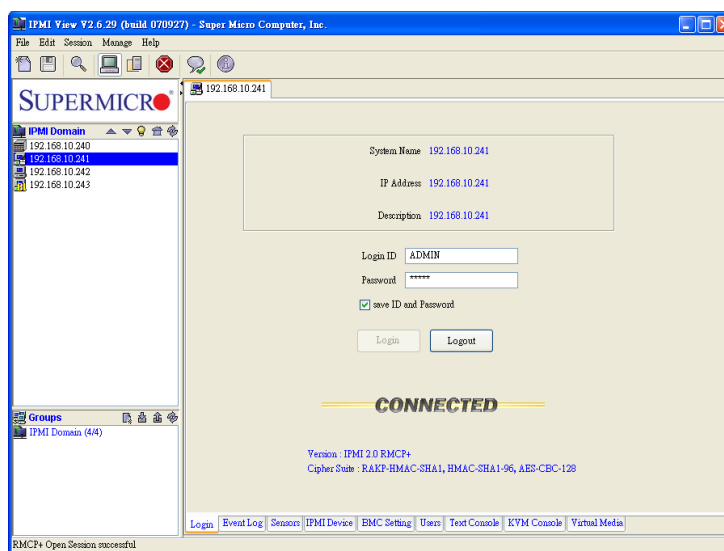 IPMI View V2.6.29 (build 070927) - Super Micro Computer, Inc.
File Edit Session Manage Help
SUPERMICRO
192.168.10.241
IPMI Domain
192.168.10.240
192.168.10.241
192.168.10.242
192.168.10.243
System Name 192.168.10.241
IP Address 192.168.10.241
Description 192.168.10.241
Login ID ADMIN
Password *****
save ID and Password
Login Logout
CONNECTED
Groups
IPMI Domain (4/4)
Version : IPMI 2.0 RMCP+
Cipher Suite : RAKP-HMAC-SHA1, HMAC-SHA1-96, AES-CBC-128
Login Event Log Sensors IPMI Device BMC Setting Users Text Console KVM Console Virtual Media
RMCP+ Open Session successful